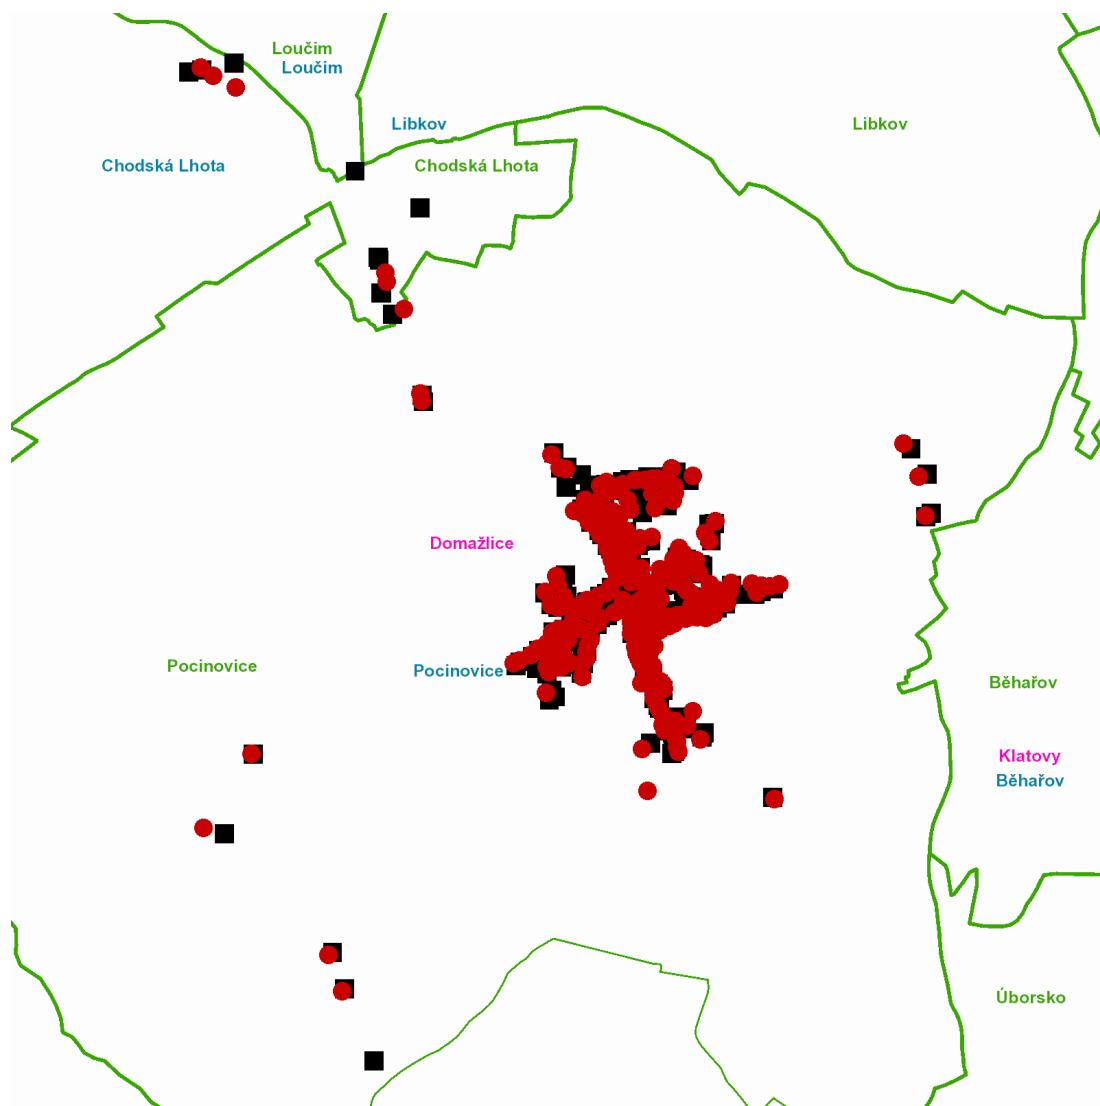 Loučim
Loučim
Libkov
Libkov
Chodská Lhota
Chodská Lhota
Domažlice
Pocinovice
Pocinovice
Běhařov
Klatovy
Běhařov
Úborsko